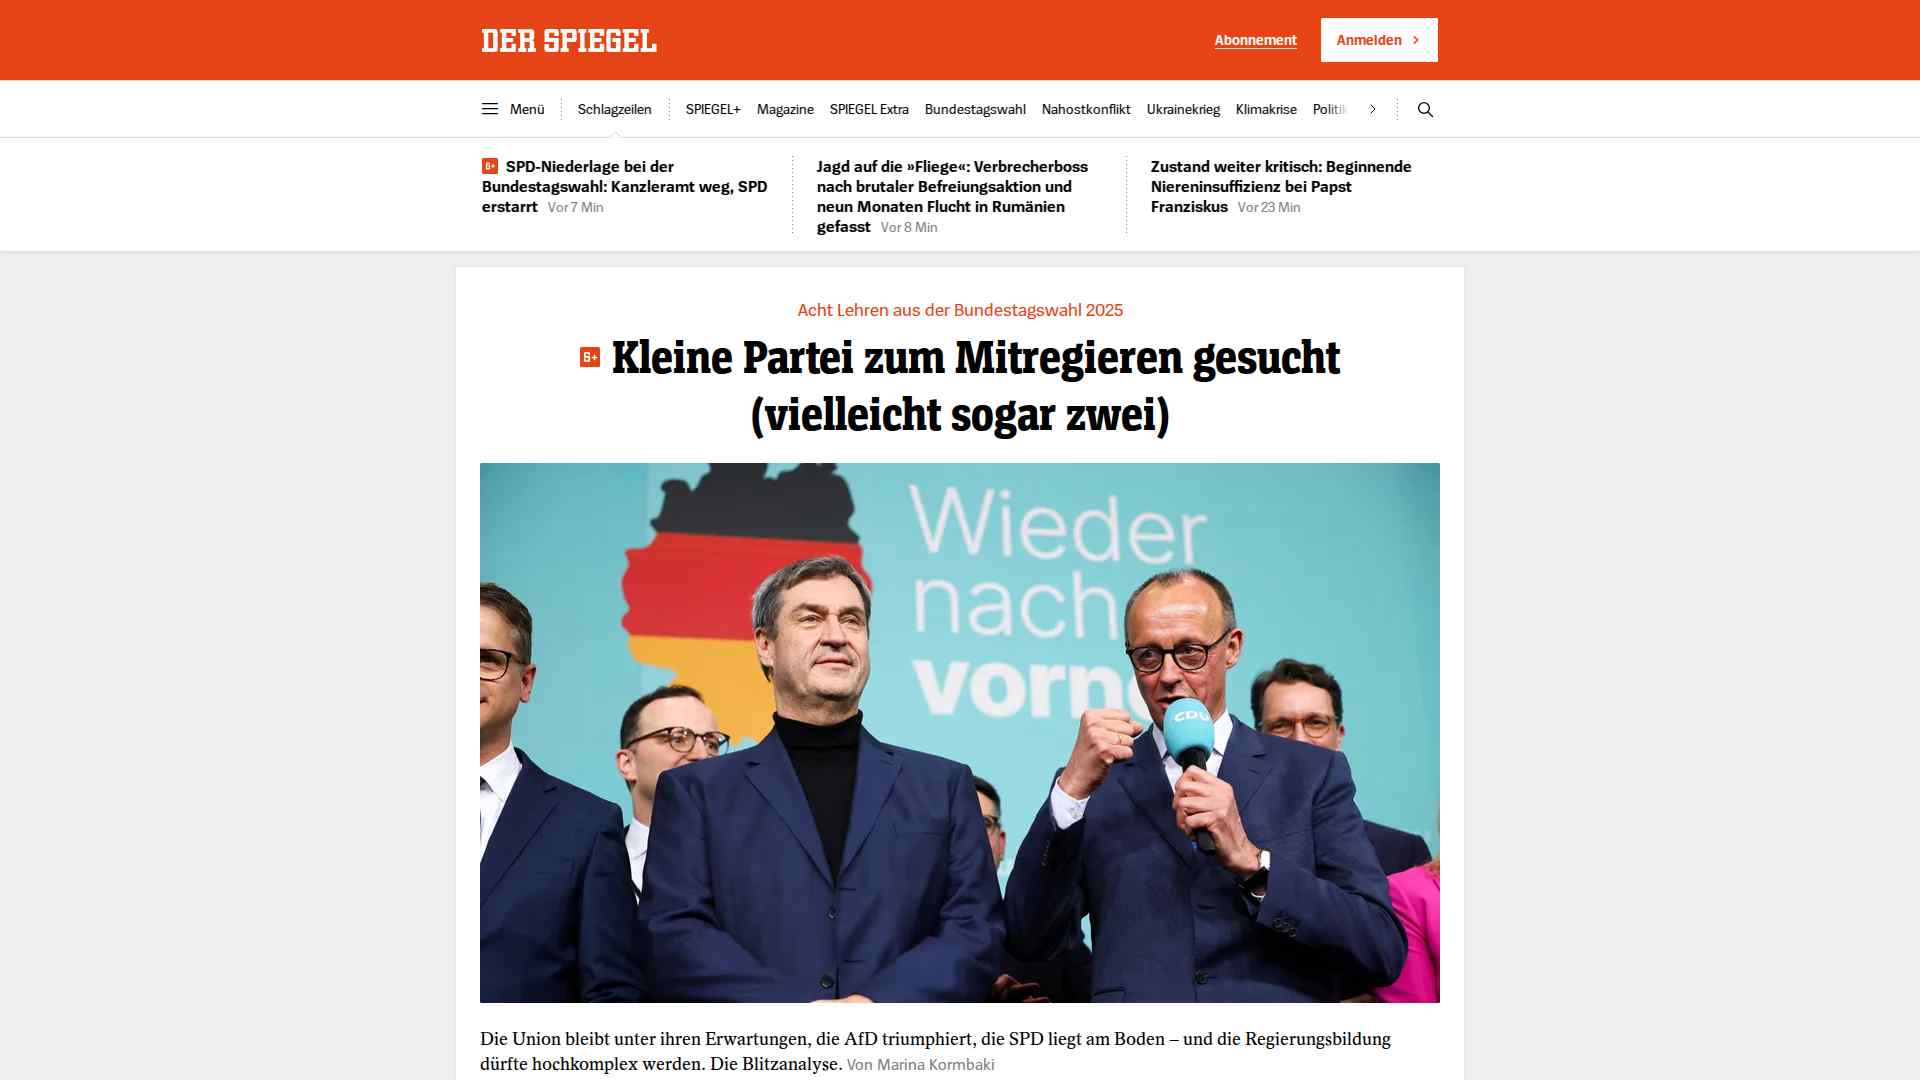 DER SPIEGEL
Abonnement
Anmelden
Menü
Schlagzeilen
SPIEGEL+
Magazine
SPIEGEL Extra
Bundestagswahl
Nahostkonflikt
Ukrainekrieg
Klimakrise
Politik
SPD-Niederlage bei der
Bundestagswahl: Kanzleramt weg, SPD
erstarrt Vor 7 Min
Jagd auf die »Fliege«: Verbrecherboss
nach brutaler Befreiungsaktion und
neun Monaten Flucht in Rumänien
gefasst Vor 8 Min
Zustand weiter kritisch: Beginnende
Niereninsuffizienz bei Papst
Franziskus Vor 23 Min
Acht Lehren aus der Bundestagswahl 2025
S+ Kleine Partei zum Mitregieren gesucht
(vielleicht sogar zwei)
Wieder
nach
vorne
CDU
Die Union bleibt unter ihren Erwartungen, die AfD triumphiert, die SPD liegt am Boden – und die Regierungsbildung
dürfte hochkomplex werden. Die Blitzanalyse. Von Marina Kormbaki